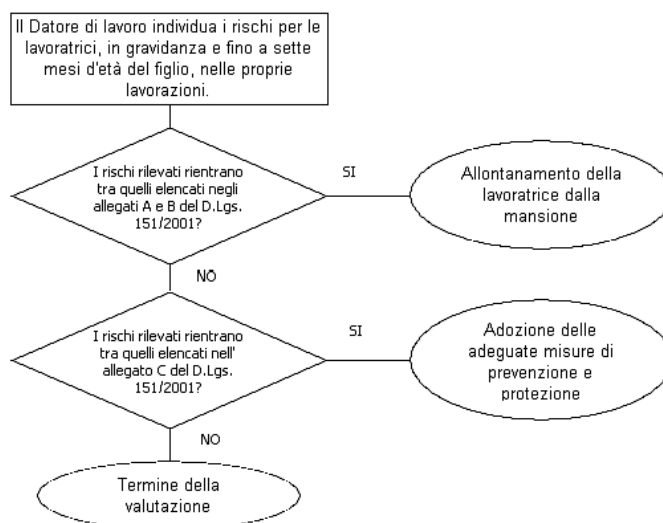 Il Datore di lavoro individua i rischi per le
lavoratrici, in gravidanza e fino a sette
mesi d'età del figlio, nelle proprie
lavorazioni.
I rischi rilevati rientrano
tra quelli elencati negli
allegati A e B del D.Lgs.
151/2001?
SI
Allontanamento della
lavoratrice dalla
mansione
NO
I rischi rilevati rientrano
tra quelli elencati nell'
allegato C del D.Lgs.
151/2001?
SI
Adozione delle
adeguate misure di
prevenzione e
protezione
NO
Termine della
valutazione